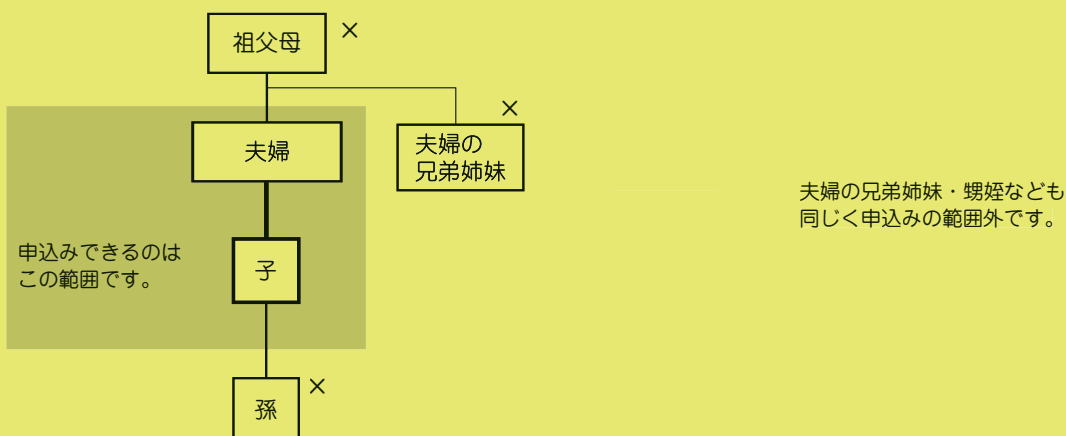 祖父母
×
×
夫婦
夫婦の
兄弟姉妹
夫婦の兄弟姉妹・甥姪なども
同じく申込みの範囲外です。
申込みできるのは
この範囲です。
子
×
孫